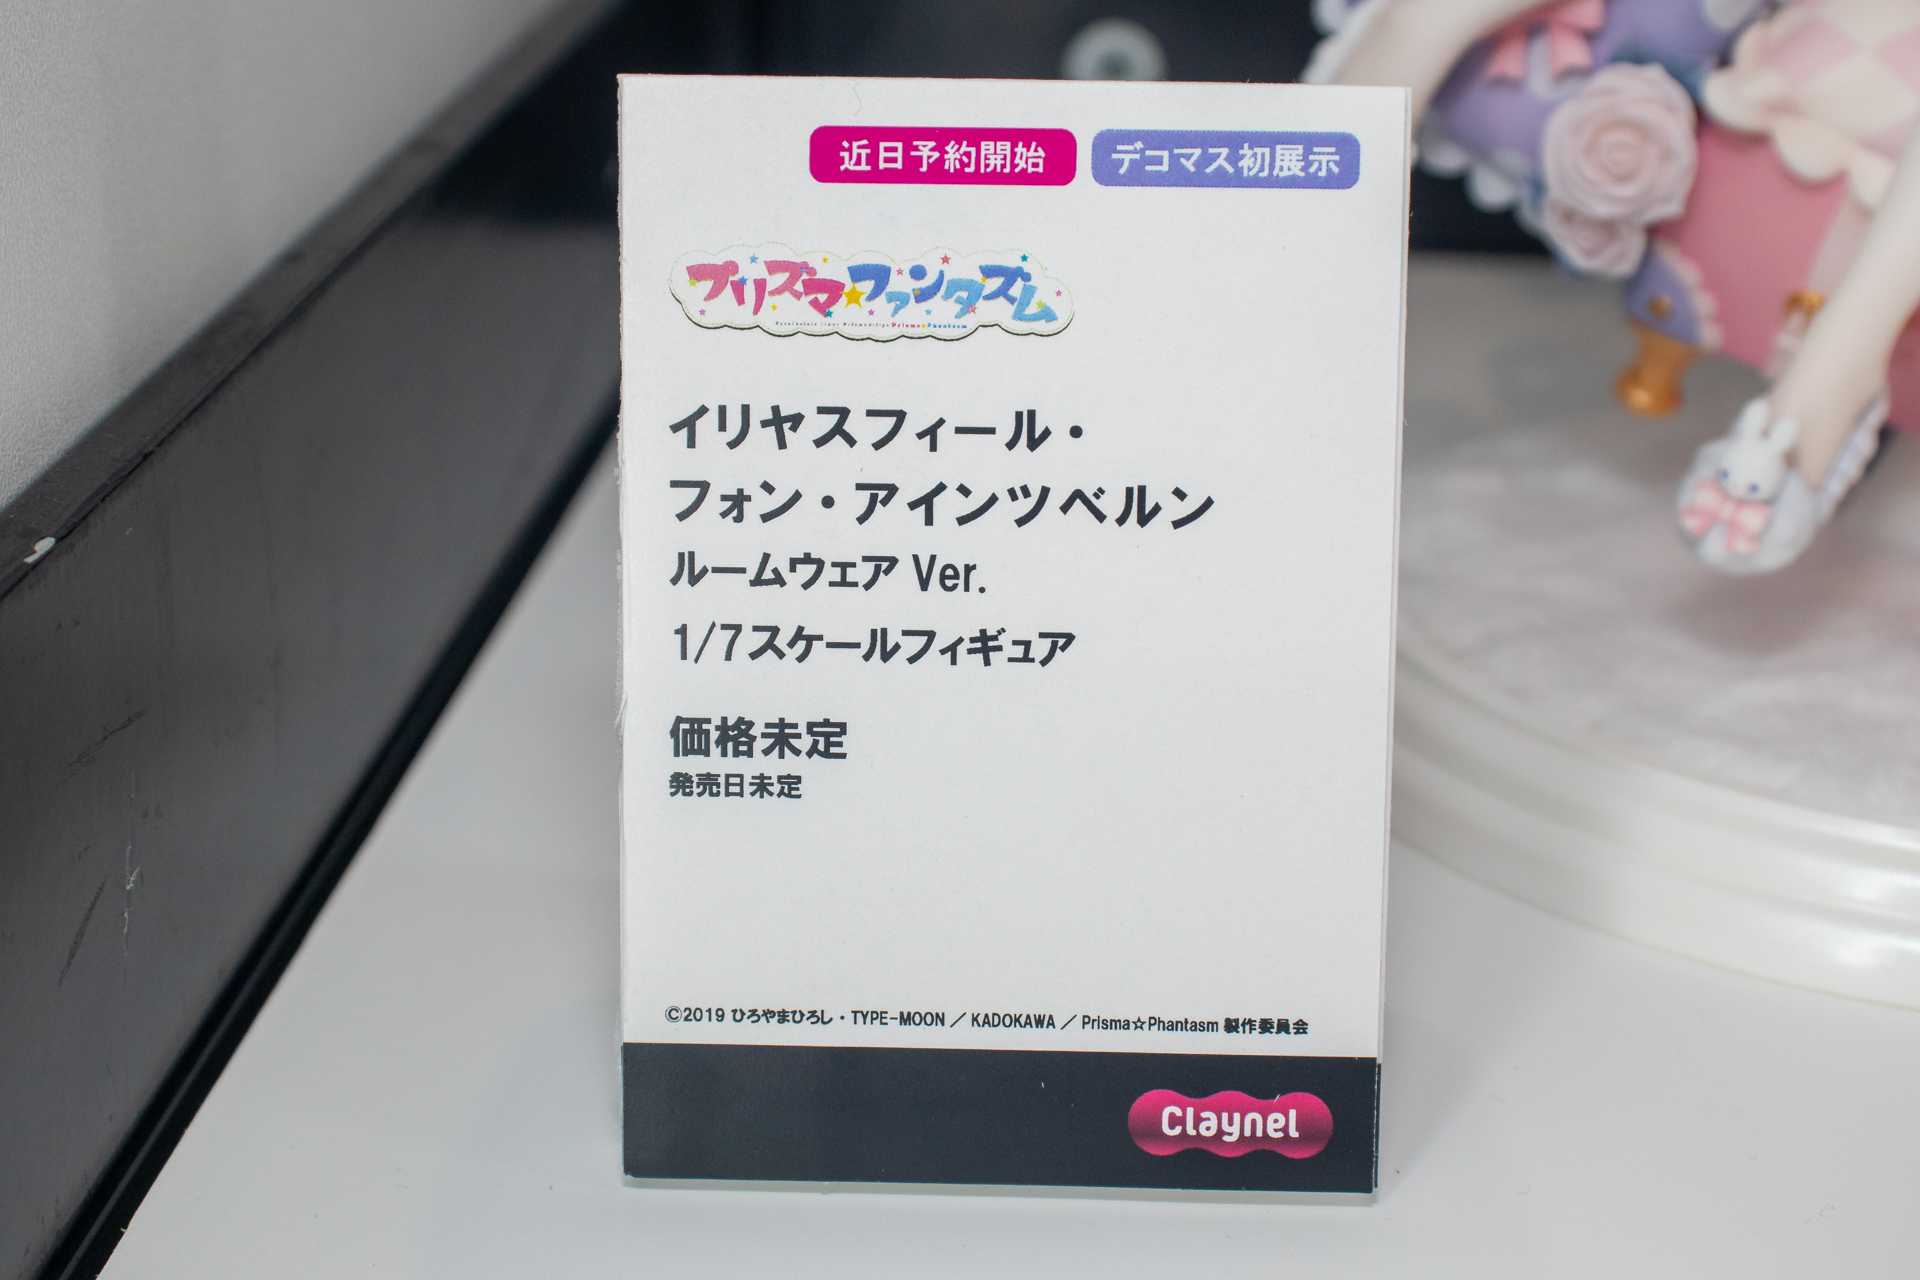 近日予約開始 デコマス初展示
プリズマ☆ファンタズム
イリヤスフィール・
フォン・アインツベルン
ルームウェア Ver.
1/7スケールフィギュア
価格未定
発売日未定
©2019 ひろやまひろし・TYPE-MOON／KADOKAWA／Prisma☆Phantasm 製作委員会
Claynel